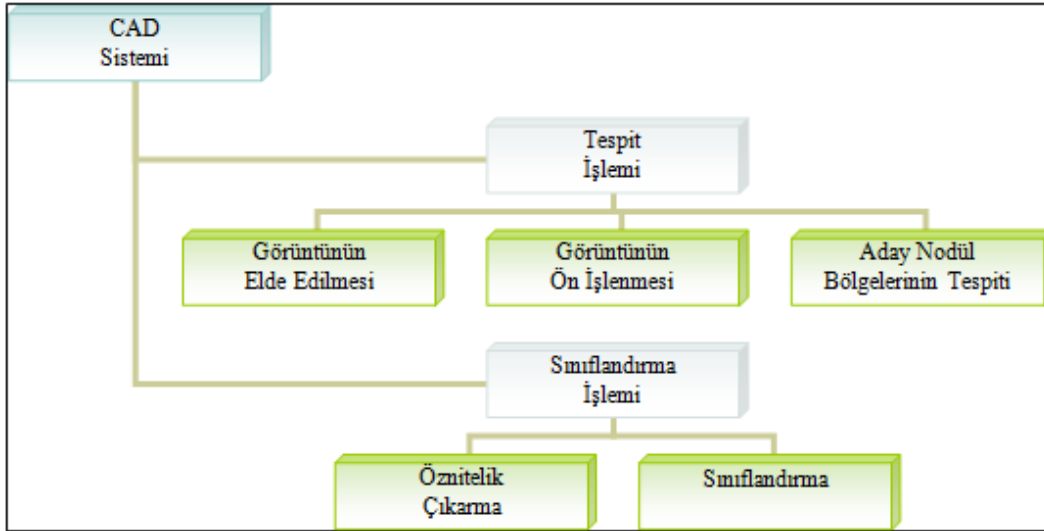 CAD
Sistemi
Tespit
İşlemi
Görüntünün
Elde Edilmesi
Görüntünün
Ön İşlenmesi
Aday Nodül
Bölgelerinin Tespiti
Sınıflandırma
İşlemi
Öznitelik
Çıkarma
Sınıflandırma